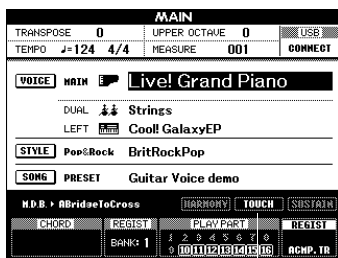 MAIN
TRANSPOSE 0 UPPER OCTAVE 0 USB
TEMPO ♩=124 4/4 MEASURE 001 CONNECT
VOICE MAIN Live! Grand Piano
DUAL Strings
LEFT Cool! GalaxyEP
STYLE Pop&Rock BritRockPop
SONG PRESET Guitar Voice demo
M.D.B. ▸ ABridgeToCross HARMONY TOUCH SUSTAIN
CHORD REGIST PLAY PART REGIST
BANK: 1 1 2 3 4 5 6 7 8
9 10 11 12 13 14 15 16 ACMP.TR